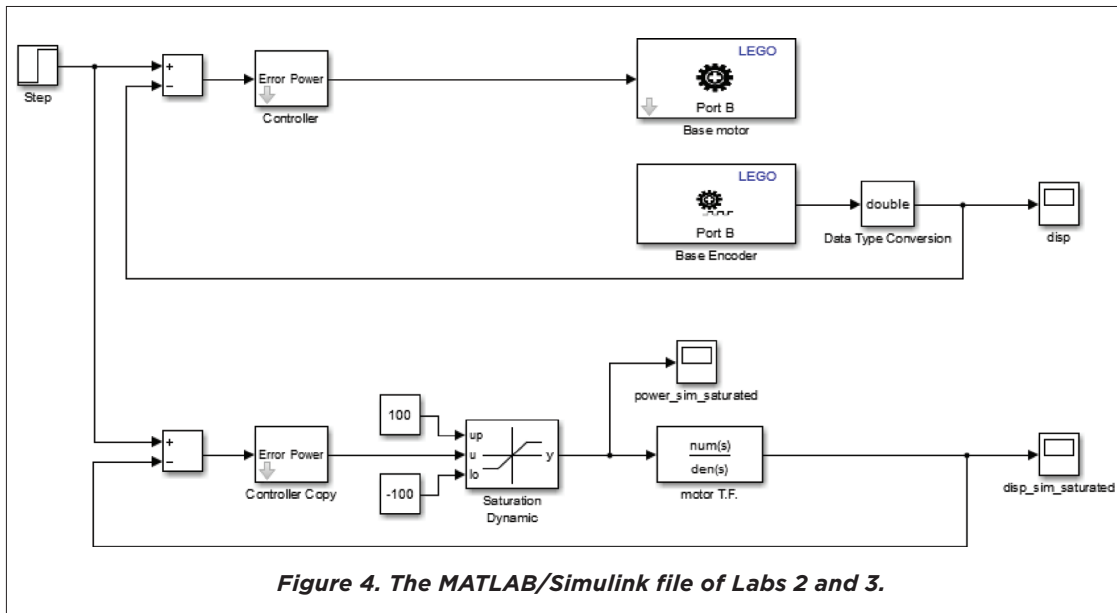 Step
+
−
Error Power
Controller
LEGO
Port B
Base motor
LEGO
Port B
Base Encoder
double
Data Type Conversion
disp
+
−
Error Power
Controller Copy
100
-100
up
u
lo
y
Saturation
Dynamic
power_sim_saturated
num(s)
den(s)
motor T.F.
disp_sim_saturated
Figure 4. The MATLAB/Simulink file of Labs 2 and 3.